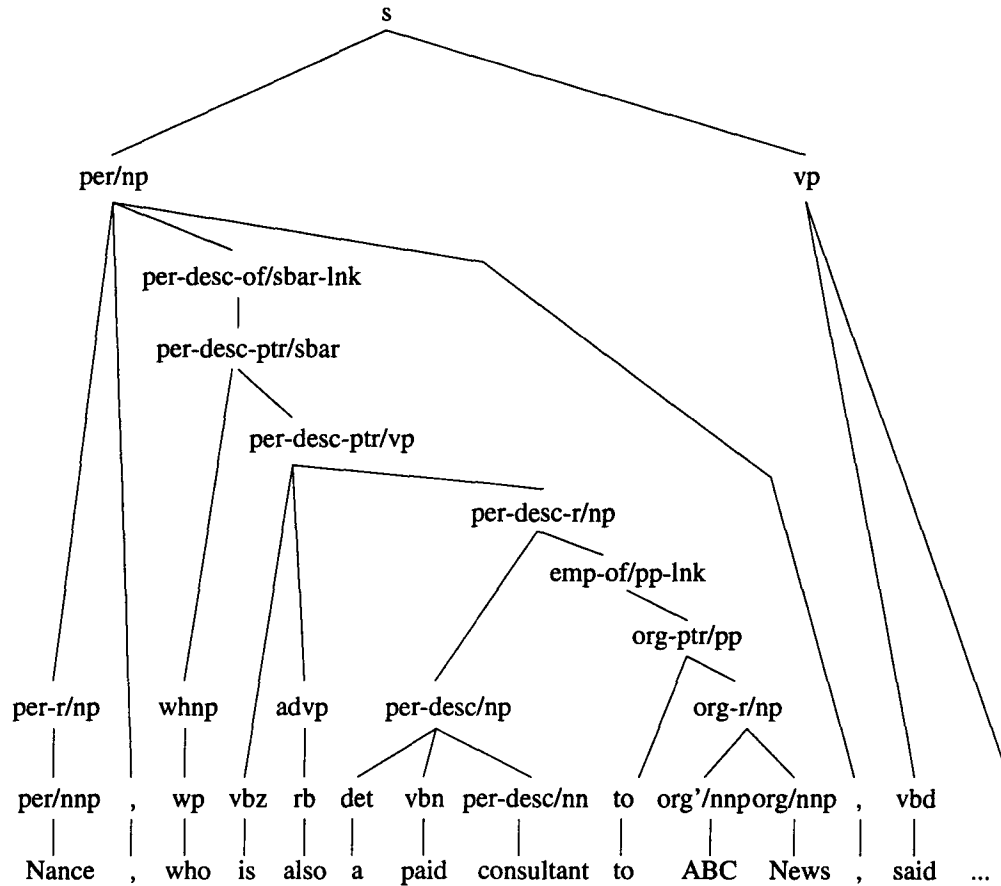 s
per/np vp
per-desc-of/sbar-lnk
per-desc-ptr/sbar
per-desc-ptr/vp
per-desc-r/np
emp-of/pp-lnk
org-ptr/pp
per-r/np whnp advp per-desc/np org-r/np
per/nnp , wp vbz rb det vbn per-desc/nn to org'/nnp org/nnp , vbd
Nance , who is also a paid consultant to ABC News , said ...